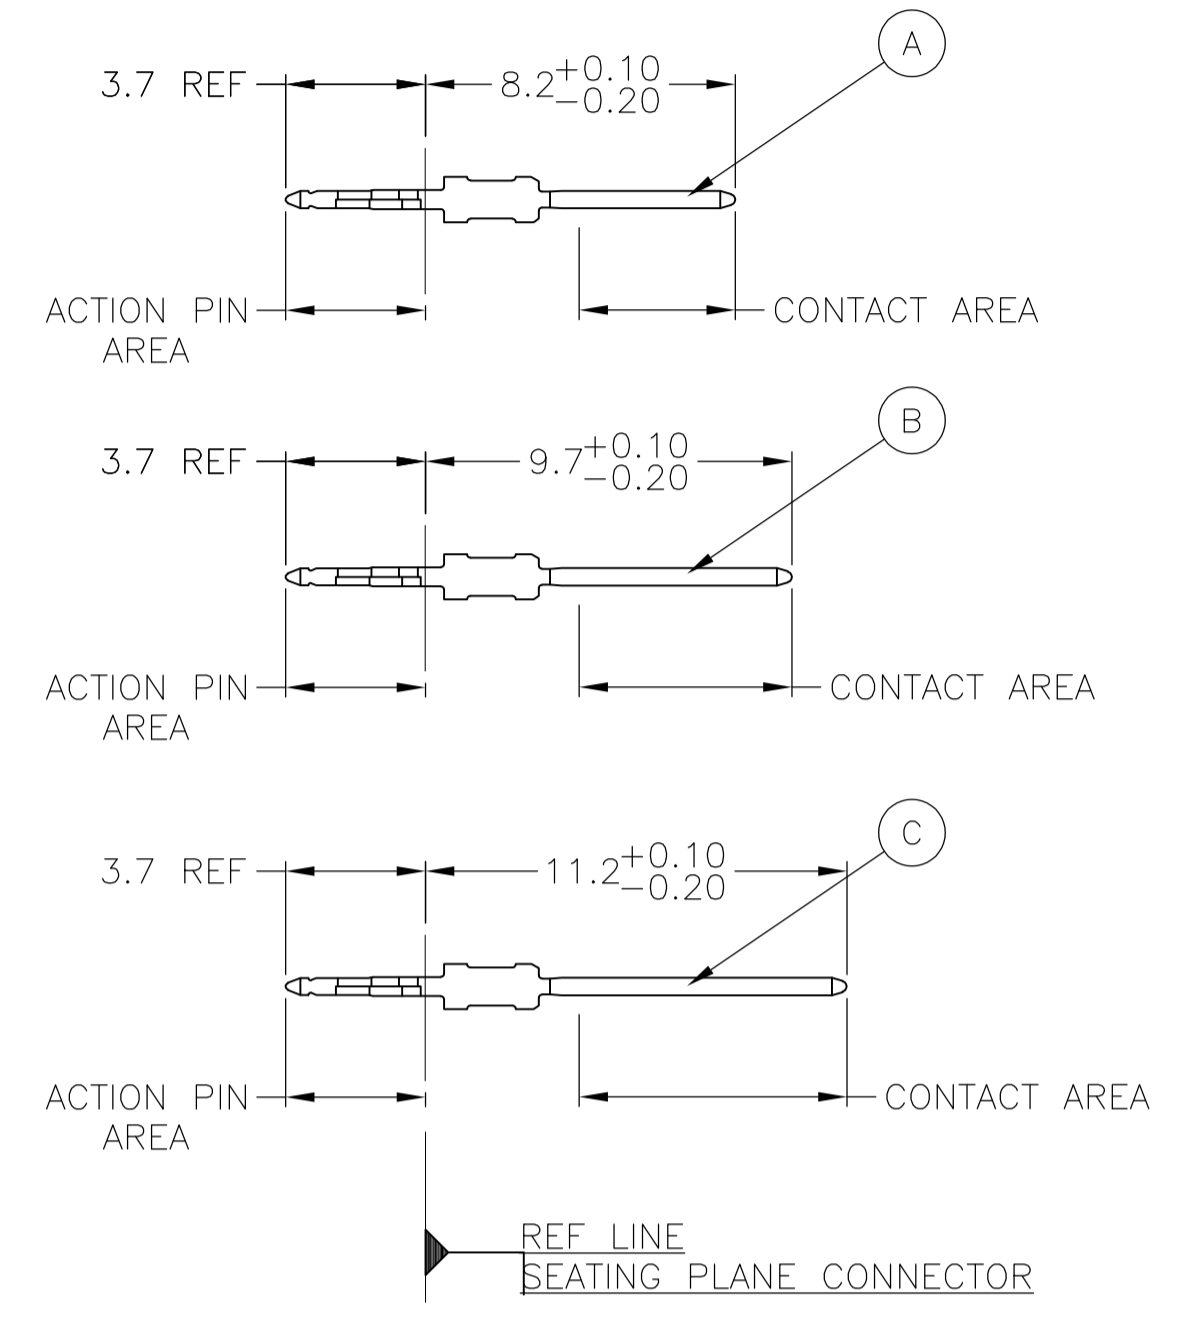 A
3.7 REF 8.2 +0.10
-0.20
ACTION PIN
AREA
CONTACT AREA
B
3.7 REF 9.7 +0.10
-0.20
ACTION PIN
AREA
CONTACT AREA
C
3.7 REF 11.2 +0.10
-0.20
ACTION PIN
AREA
CONTACT AREA
REF LINE
SEATING PLANE CONNECTOR